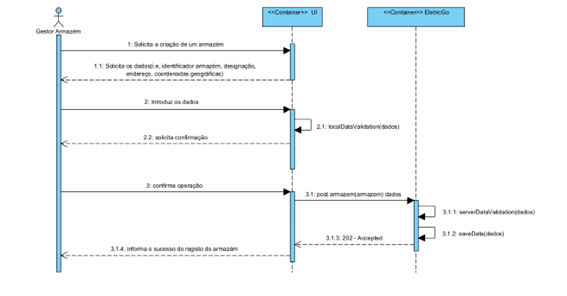 <<Container>> UI
<<Container>> EletricGo
Gestor Armazém
1: Solicita a criação de um armazém
1.1: Solicita os dados(i.e, identificador armazém, designação,
endereço, coordenadas geográficas)
2: Introduz os dados
2.1: localDataValidation(dados)
2.2: solicita confirmação
3: confirma operação
3.1: post armazem(armazem) dados
3.1.1: serverDataValidation(dados)
3.1.2: saveData(dados)
3.1.3: 202 - Accepted
3.1.4: informa o sucesso do registo do armazém